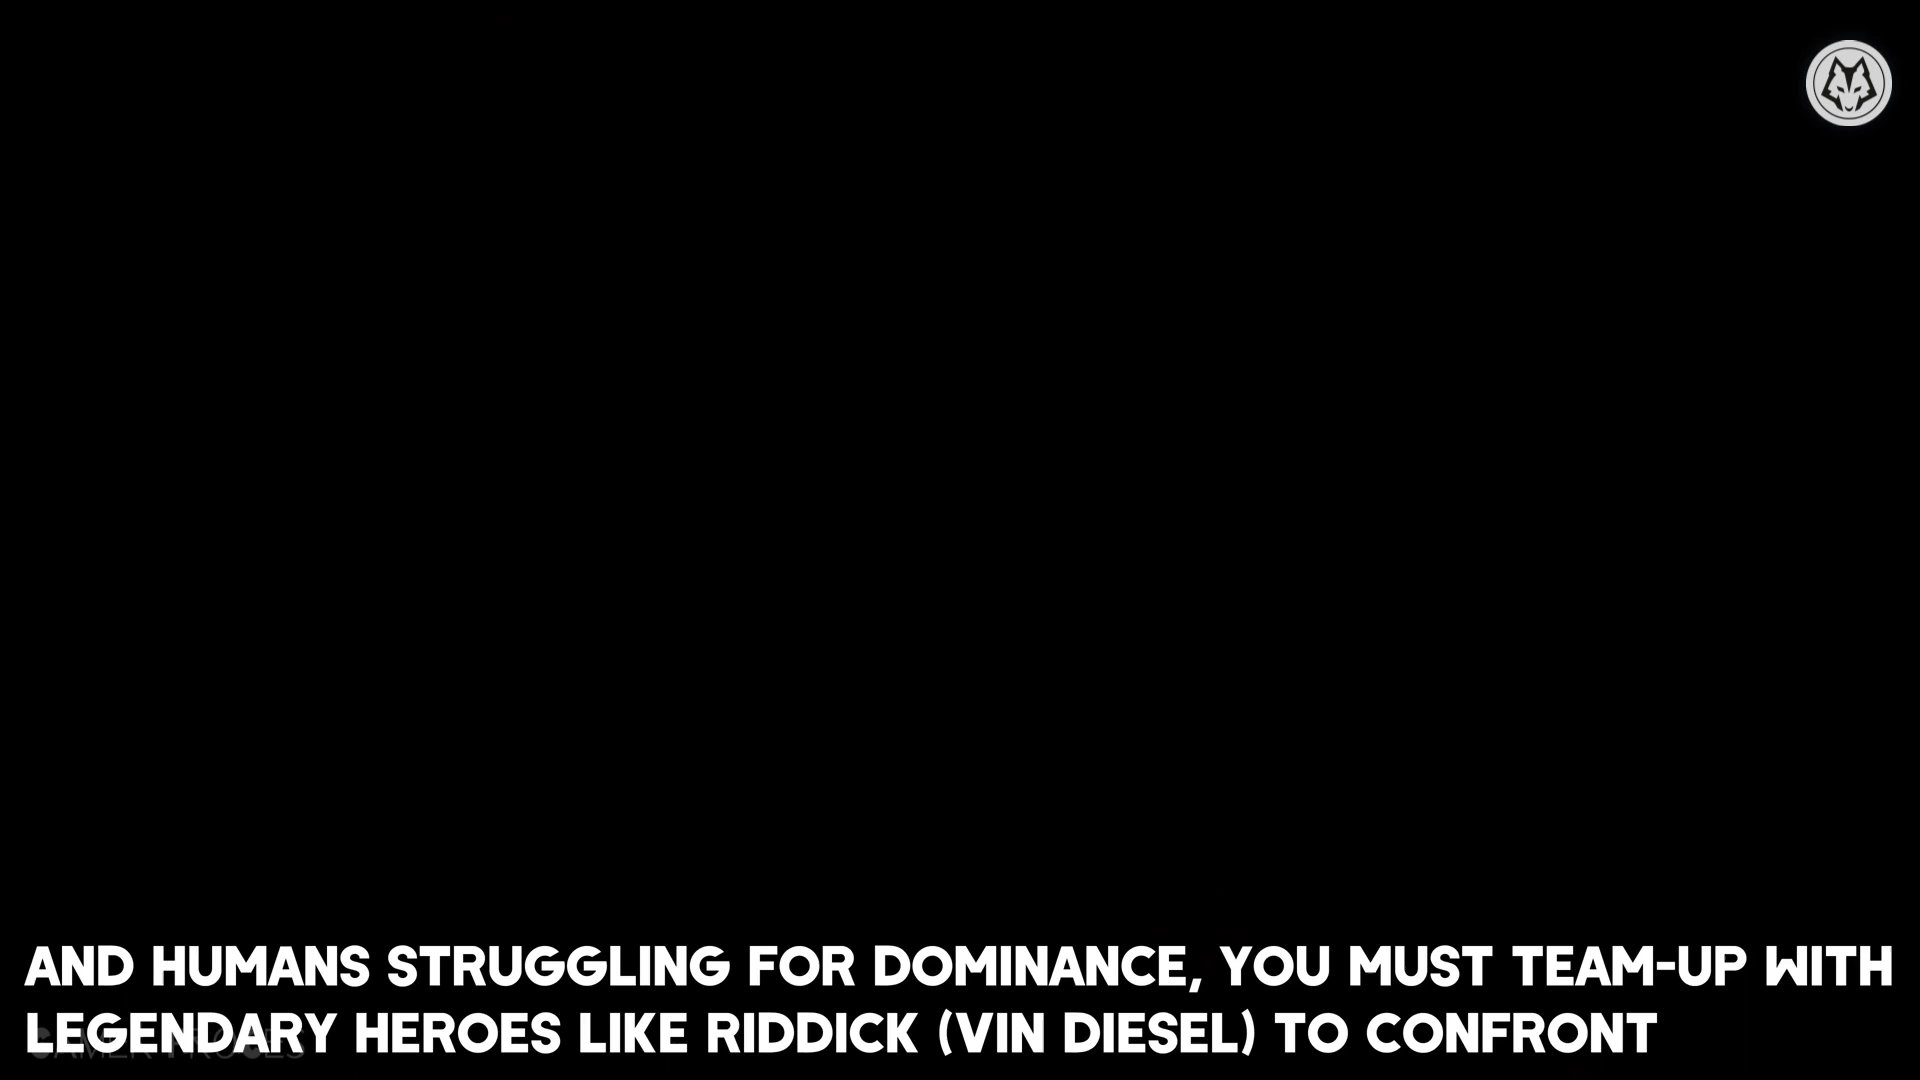 AND HUMANS STRUGGLING FOR DOMINANCE, YOU MUST TEAM-UP WITH
LEGENDARY HEROES LIKE RIDDICK (VIN DIESEL) TO CONFRONT